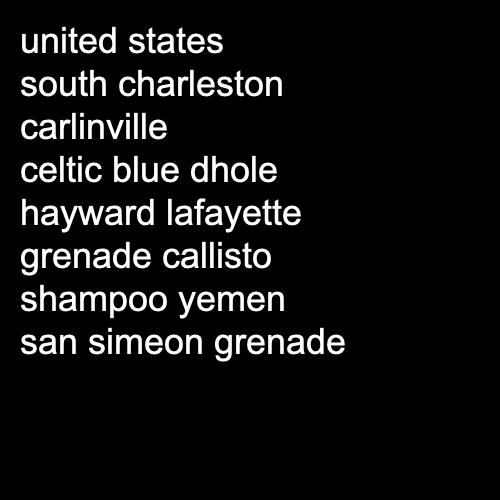 united states
south charleston
carlinville
celtic blue dhole
hayward lafayette
grenade callisto
shampoo yemen
san simeon grenade